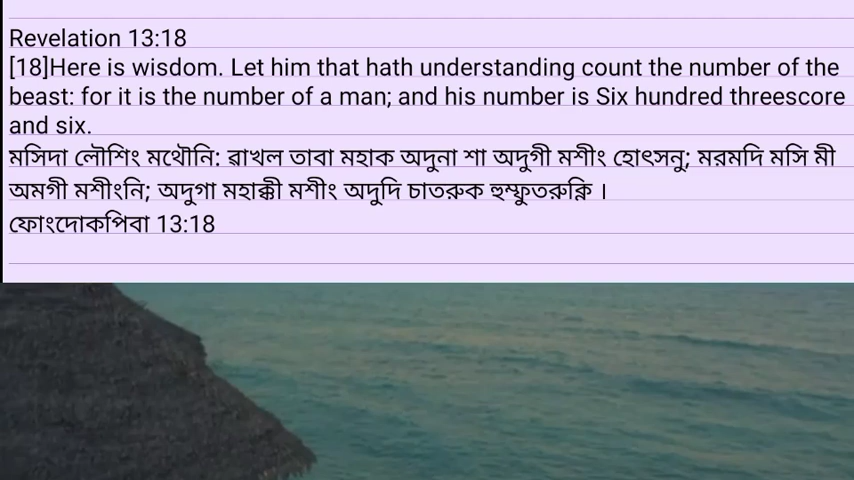 Revelation 13:18
[18]Here is wisdom. Let him that hath understanding count the number of the
beast: for it is the number of a man; and his number is Six hundred threescore
and six.
মসিদা লৌশিং মথৌনি: ৱাখল তাবা মহাক অদুনা শা অদুগী মশীং হোৎসনু; মরমদি মসি মী
অমগী মশীংনি; অদুগা মহাক্কী মশীং অদুদি চাতরুক হুম্ফুতরুক্নি ।
ফোংদোকপিবা 13:18